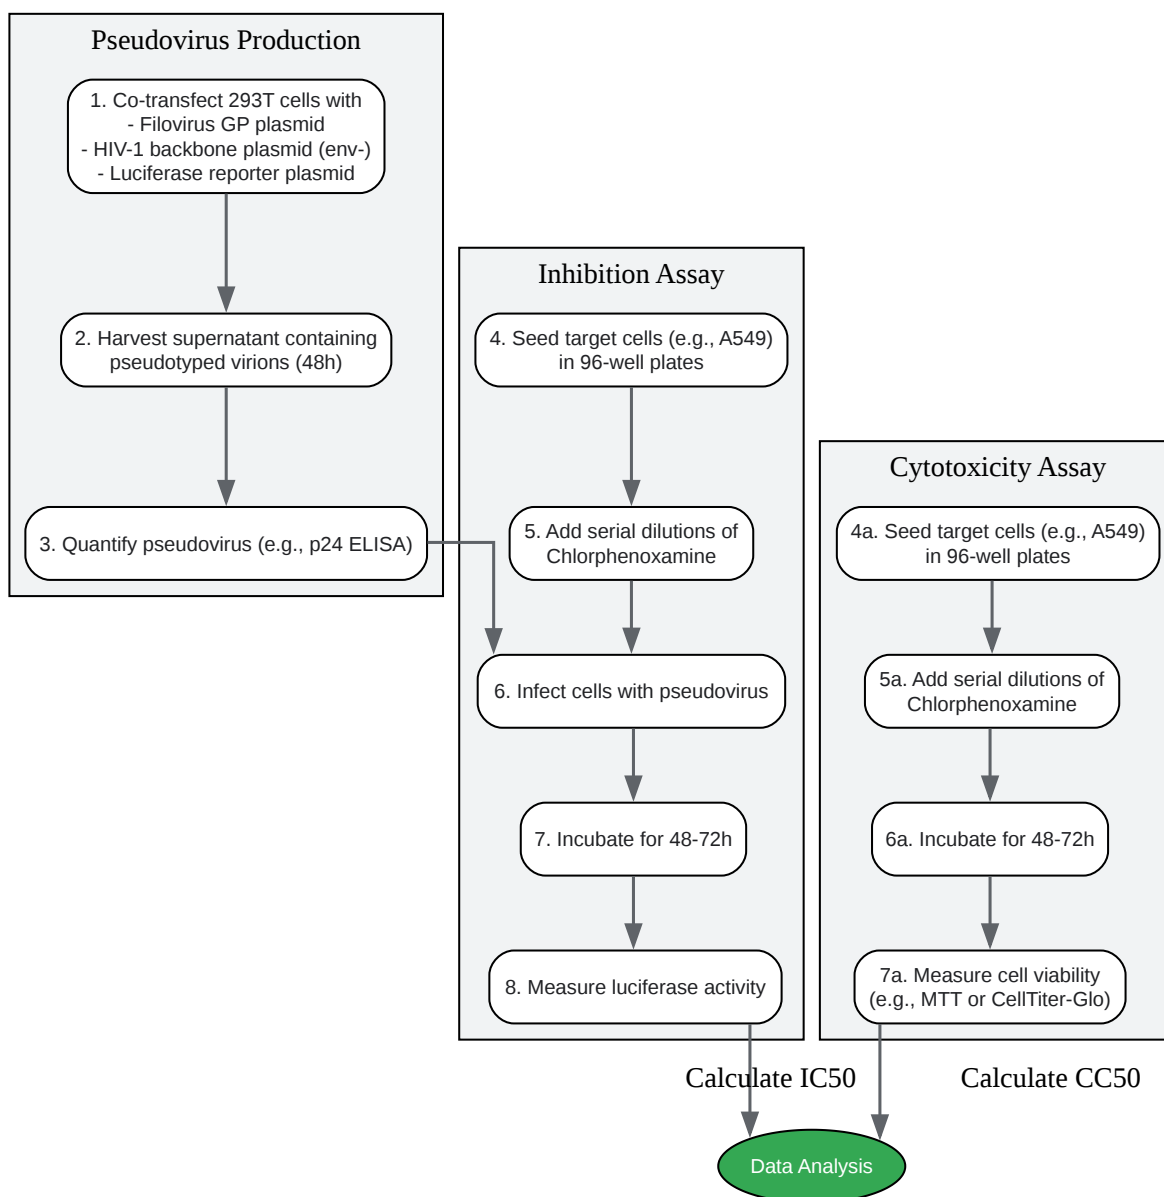 Pseudovirus Production
1. Co-transfect 293T cells with
- Filovirus GP plasmid
- HIV-1 backbone plasmid (env-)
- Luciferase reporter plasmid
2. Harvest supernatant containing
pseudotyped virions (48h)
3. Quantify pseudovirus (e.g., p24 ELISA)
Inhibition Assay
4. Seed target cells (e.g., A549)
in 96-well plates
5. Add serial dilutions of
Chlorphenoxamine
6. Infect cells with pseudovirus
7. Incubate for 48-72h
8. Measure luciferase activity
Cytotoxicity Assay
4a. Seed target cells (e.g., A549)
in 96-well plates
5a. Add serial dilutions of
Chlorphenoxamine
6a. Incubate for 48-72h
7a. Measure cell viability
(e.g., MTT or CellTiter-Glo)
Calculate IC50
Calculate CC50
Data Analysis